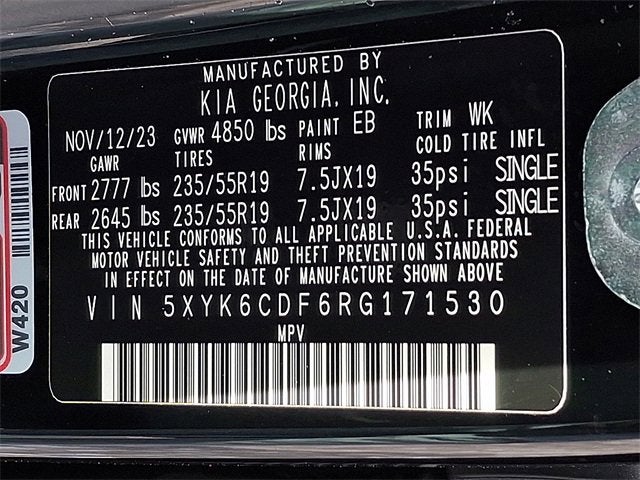 MANUFACTURED BY
KIA GEORGIA, INC.
NOV/12/23 GVWR 4850 lbs PAINT EB TRIM WK
GAWR TIRES RIMS COLD TIRE INFL
FRONT 2777 lbs 235/55R19 7.5JX19 35psi SINGLE
REAR 2645 lbs 235/55R19 7.5JX19 35psi SINGLE
THIS VEHICLE CONFORMS TO ALL APPLICABLE U.S.A. FEDERAL
MOTOR VEHICLE SAFETY AND THEFT PREVENTION STANDARDS
IN EFFECT ON THE DATE OF MANUFACTURE SHOWN ABOVE
VIN 5XYK6CDF6RG171530
MPV
W420